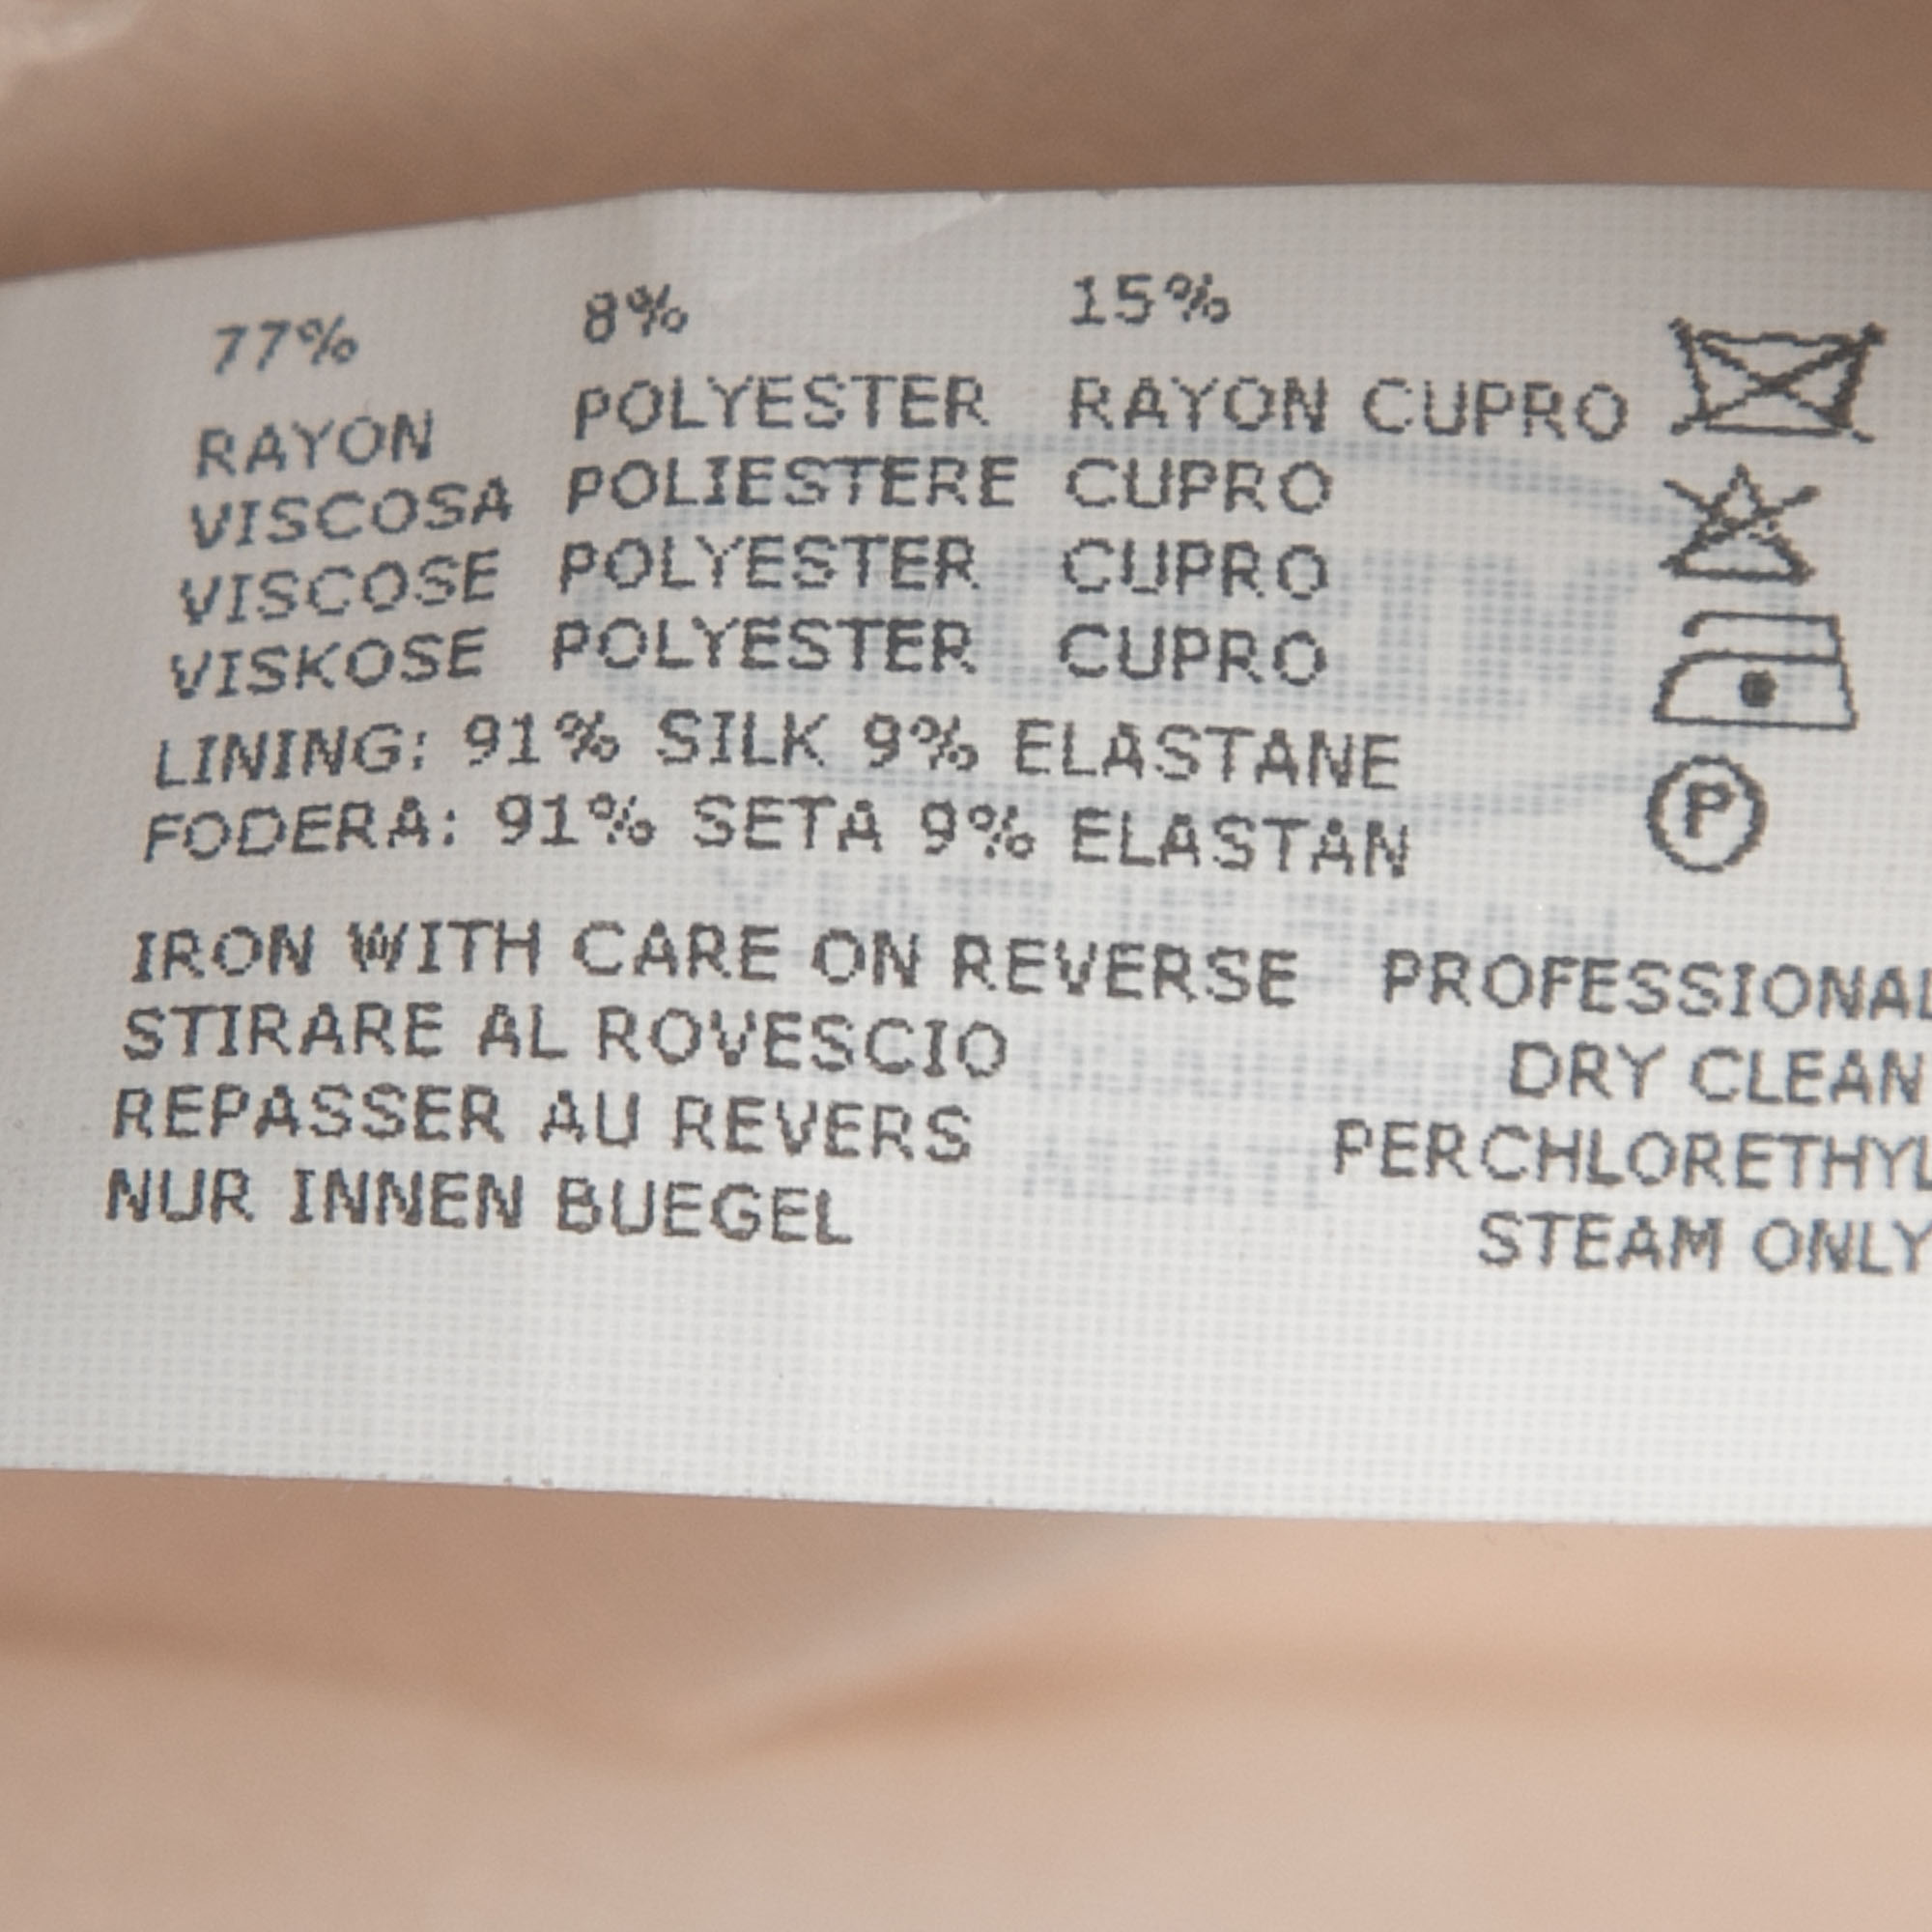 77% 8% 15%
RAYON POLYESTER RAYON CUPRO
VISCOSA POLIESTERE CUPRO
VISCOSE POLYESTER CUPRO
VISKOSE POLYESTER CUPRO
LINING: 91% SILK 9% ELASTANE
FODERA: 91% SETA 9% ELASTAN
P
IRON WITH CARE ON REVERSE
STIRARE AL ROVESCIO
REPASSER AU REVERS
NUR INNEN BUEGEL
PROFESSIONAL
DRY CLEAN
PERCHLORETHYL
STEAM ONLY